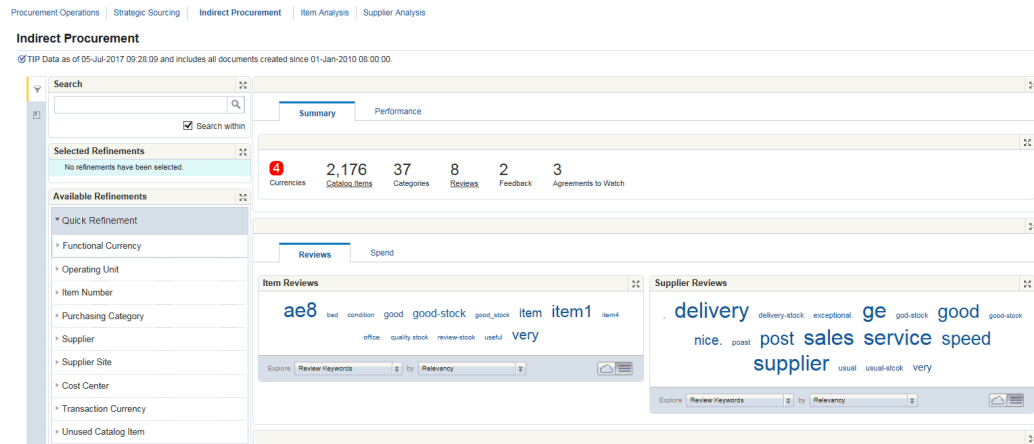 Procurement Operations Strategic Sourcing Indirect Procurement Item Analysis Supplier Analysis
Indirect Procurement
TIP Data as of 05-Jul-2017 09:28:09 and includes all documents created since 01-Jan-2010 08:00:00.
Search
Search within
Selected Refinements
No refinements have been selected.
Available Refinements
Quick Refinement
Functional Currency
Operating Unit
Item Number
Purchasing Category
Supplier
Supplier Site
Cost Center
Transaction Currency
Unused Catalog Item
Summary Performance
4 2,176 37 8 2 3
Currencies Catalog Items Categories Reviews Feedback Agreements to Watch
Reviews Spend
Item Reviews
ae8 bad condition good good-stock good_stock item item1 item4
office. quality.stock review-stook useful very
Explore Review Keywords by Relevancy
Supplier Reviews
. delivery delivery-stock exceptional. ge god-stock good good-stock
nice. poast post sales service speed
supplier usual usual-stcok very
Explore Review Keywords by Relevancy